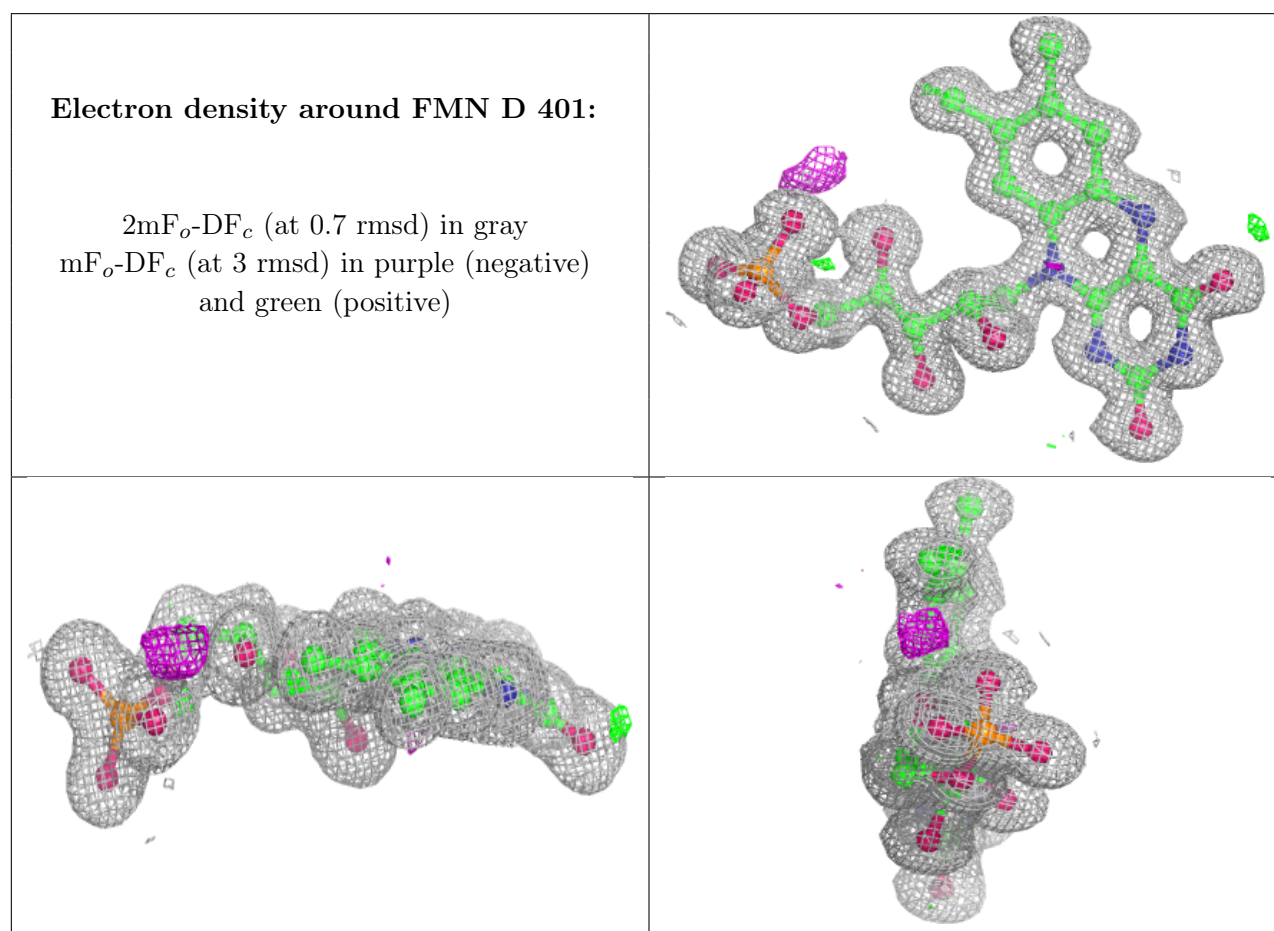 Electron density around FMN D 401:
2mFo-DFc (at 0.7 rmsd) in gray
mFo-DFc (at 3 rmsd) in purple (negative)
and green (positive)